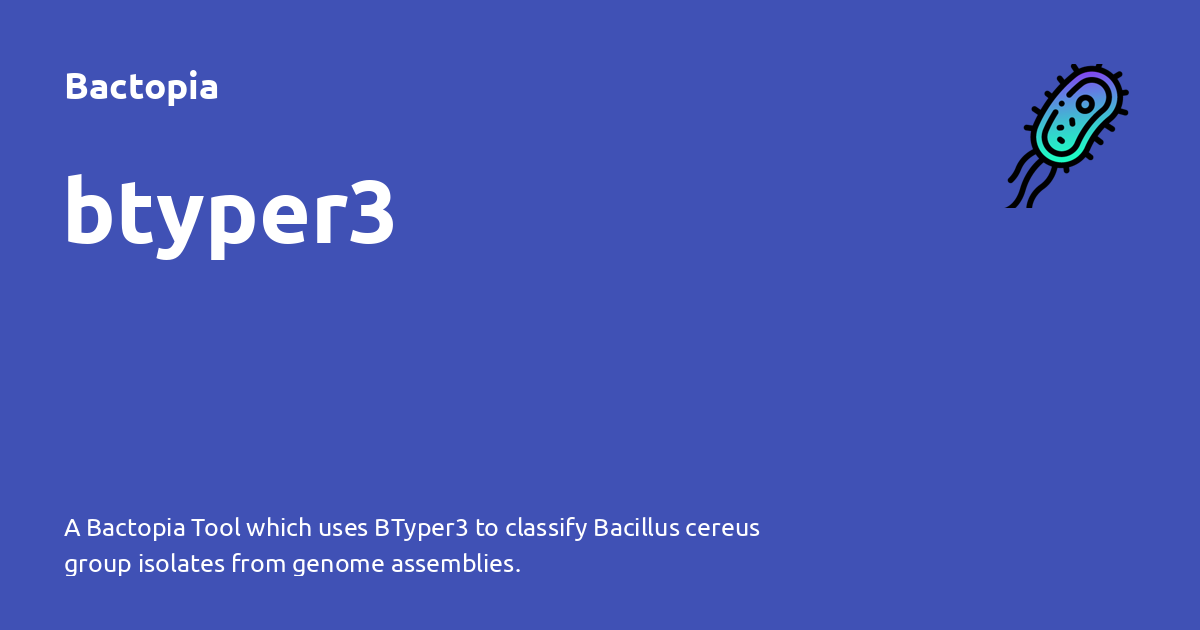 Bactopia
btyper3
A Bactopia Tool which uses BTyper3 to classify Bacillus cereus
group isolates from genome assemblies.